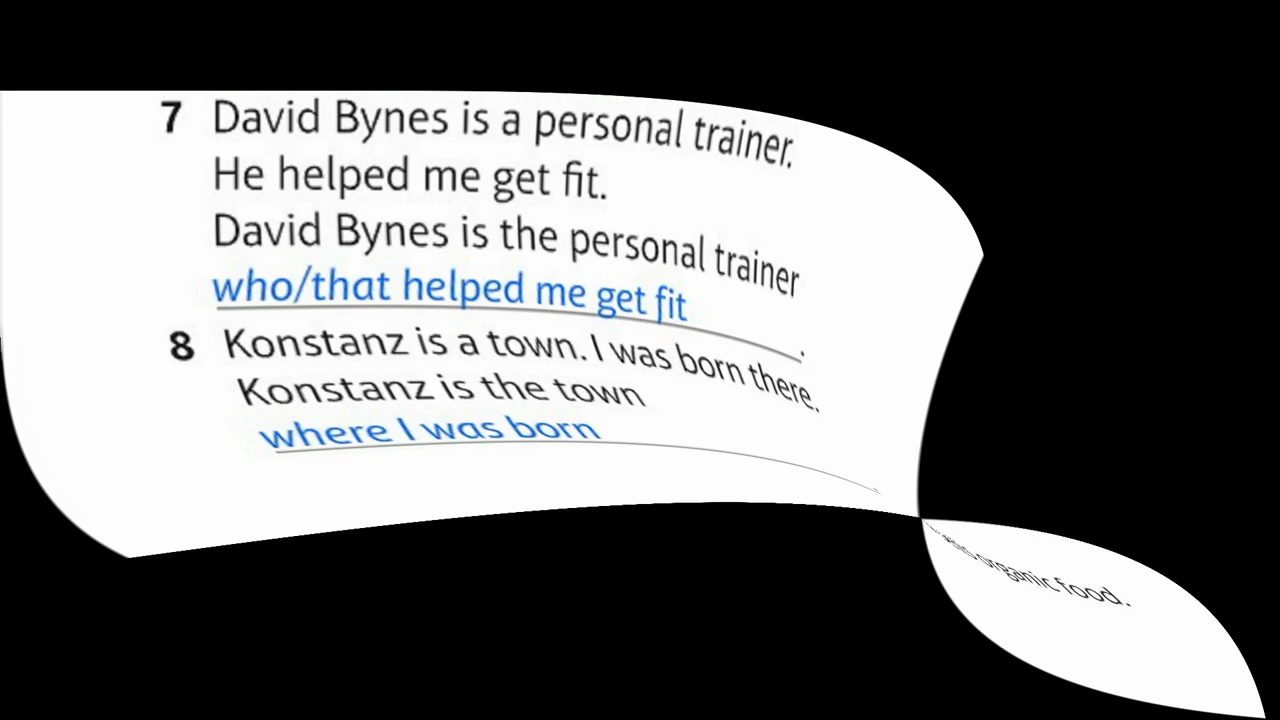 7 David Bynes is a personal trainer.
He helped me get fit.
David Bynes is the personal trainer
who/that helped me get fit .
8 Konstanz is a town. I was born there.
Konstanz is the town
where I was born .
organic food.